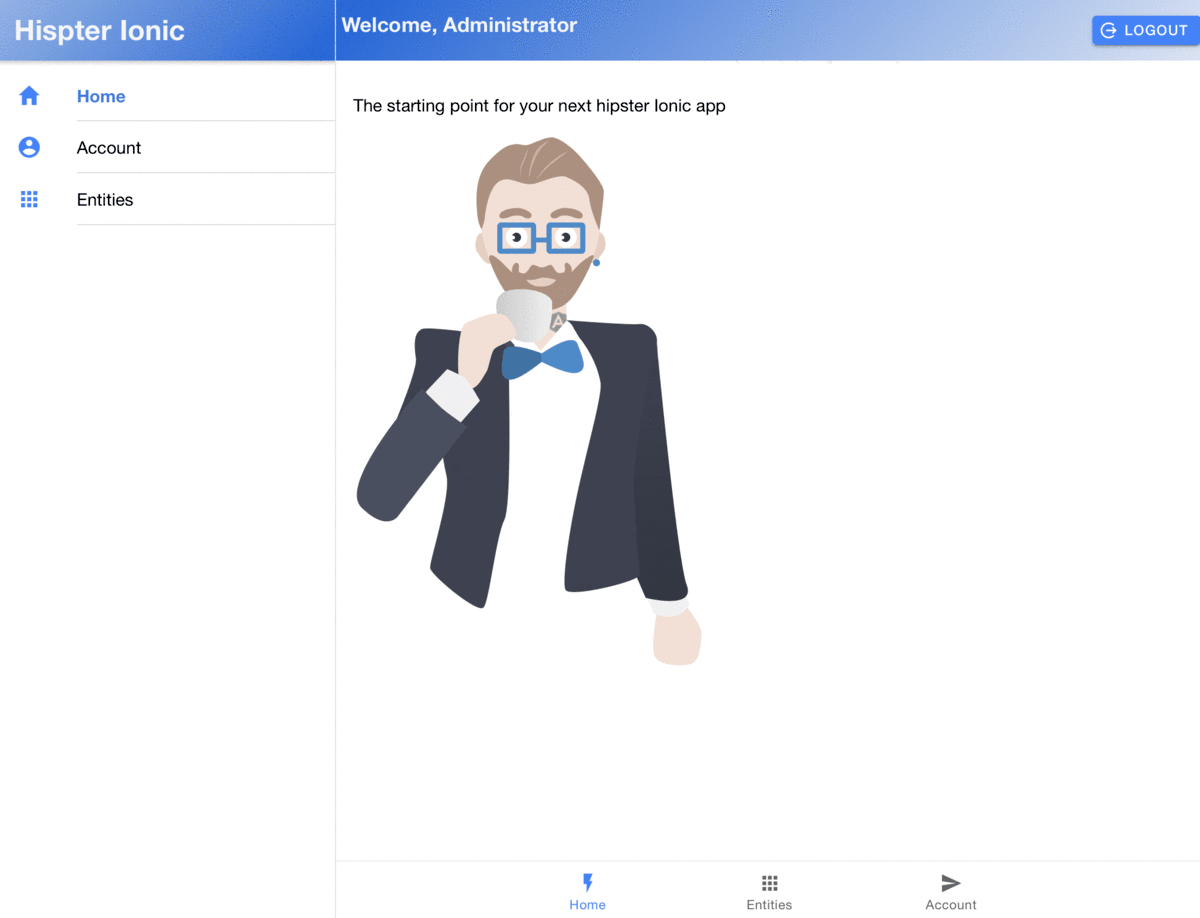 Hispter Ionic
Welcome, Administrator
LOGOUT
Home
Account
Entities
The starting point for your next hipster Ionic app
A
Home
Entities
Account